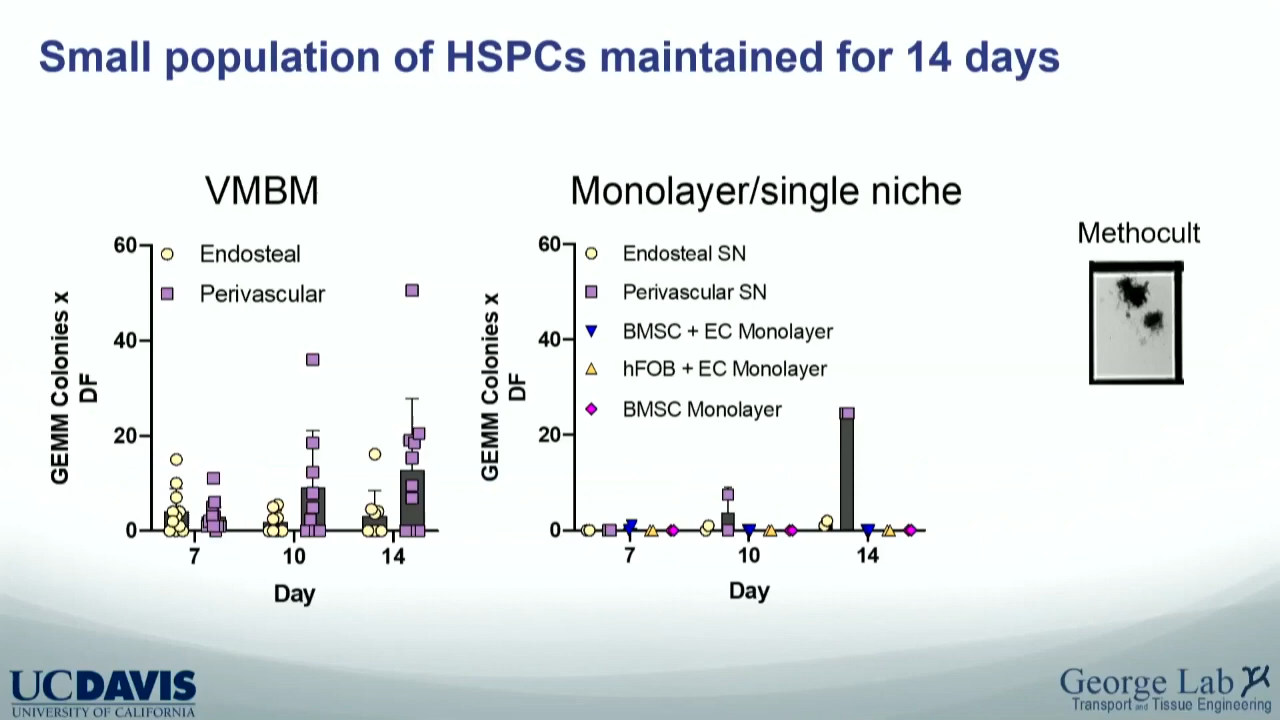 Small population of HSPCs maintained for 14 days
VMBM
GEMM Colonies x
DF
60
40
20
0
Endosteal
Perivascular
7
10
14
Day
Monolayer/single niche
GEMM Colonies x
DF
60
40
20
0
Endosteal SN
Perivascular SN
BMSC + EC Monolayer
hFOB + EC Monolayer
BMSC Monolayer
7
10
14
Day
Methocult
UCDAVIS
UNIVERSITY OF CALIFORNIA
George Lab
Transport and Tissue Engineering